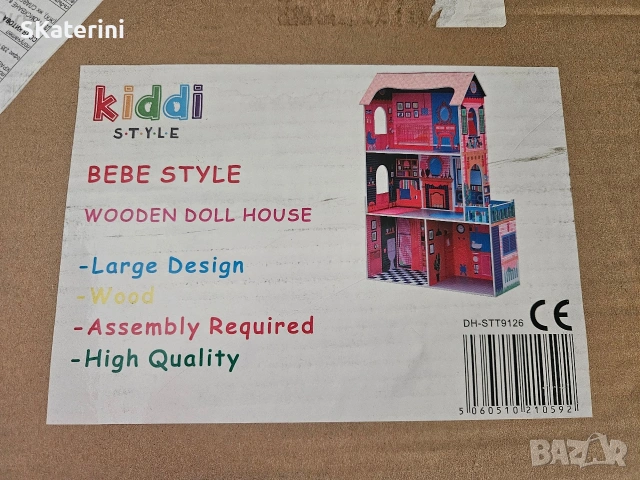 SKaterini
kiddi
S•T•Y•L•E
BEBE STYLE
WOODEN DOLL HOUSE
-Large Design
-Wood
-Assembly Required
-High Quality
DH-STT9126 CE
5 060510 210592
BAZAR